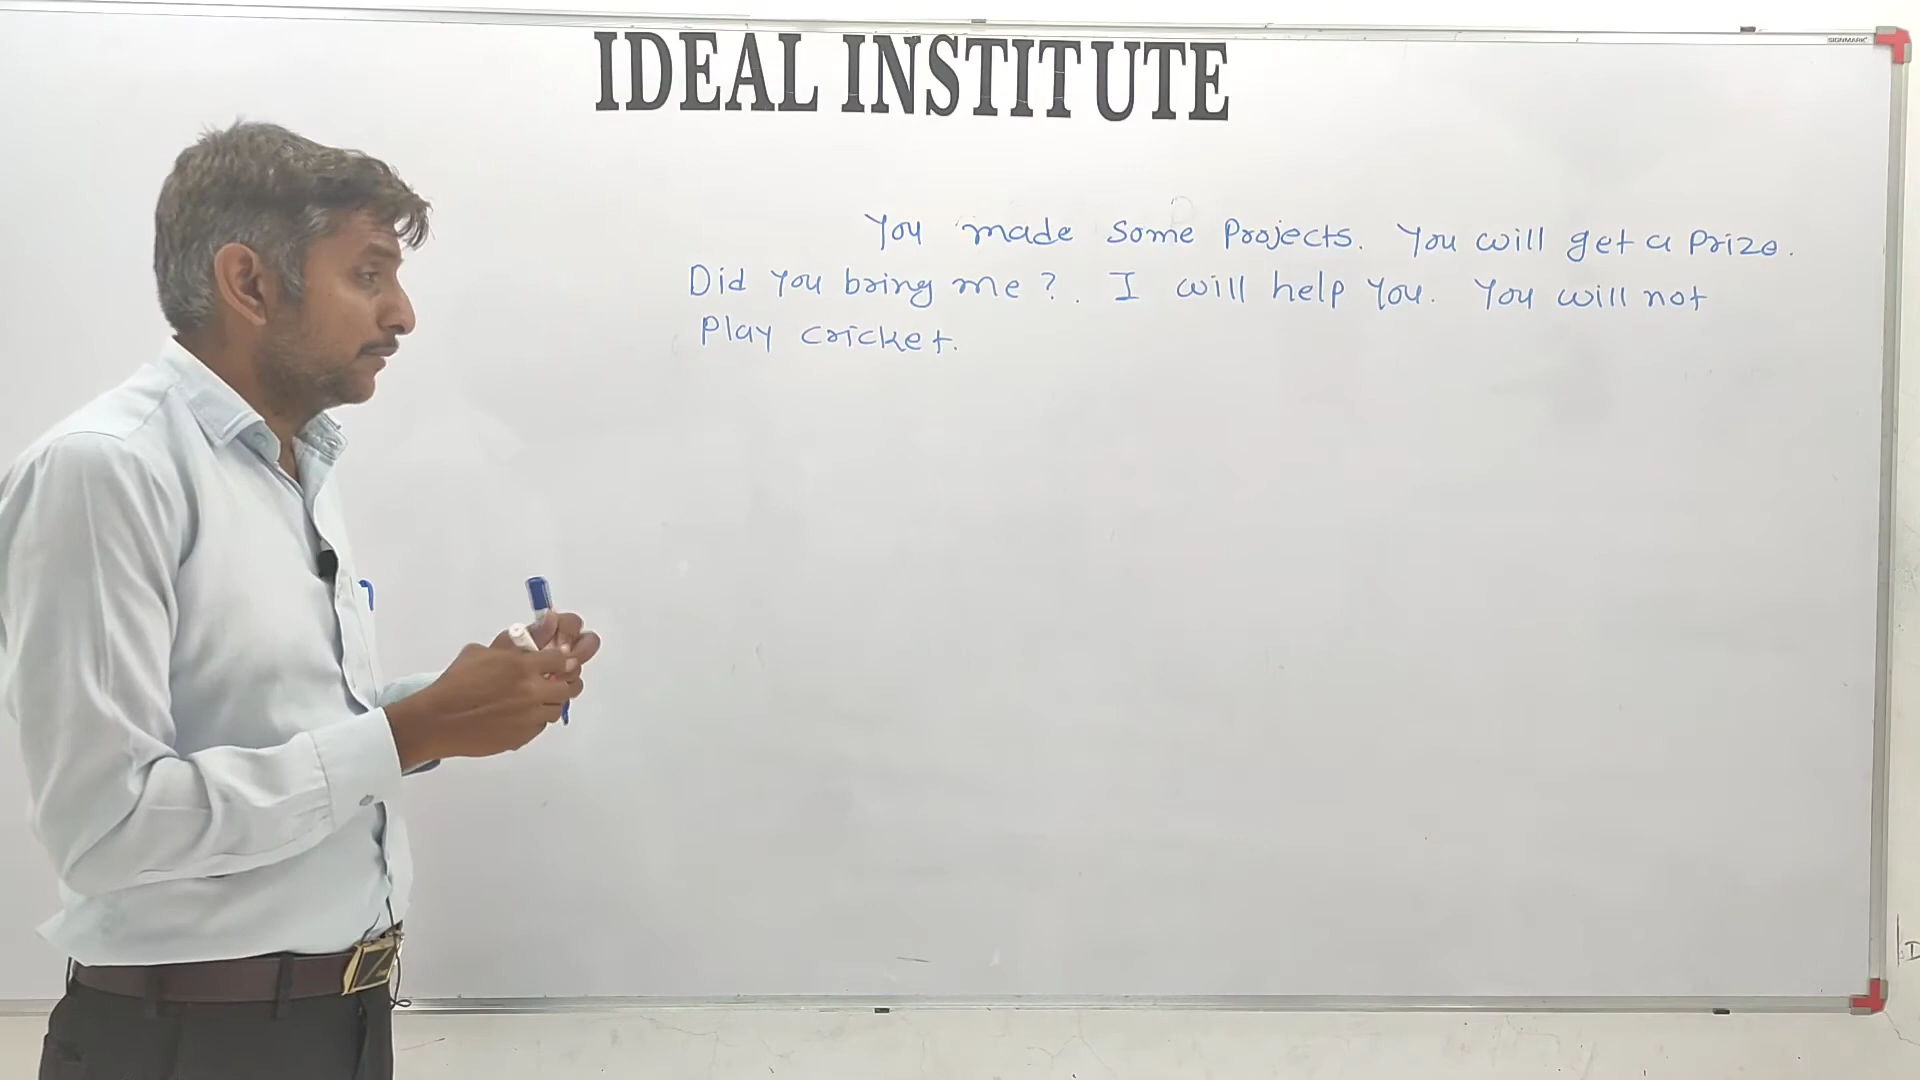 SIGNMARK
IDEAL INSTITUTE
You made some Projects. You will get a Prize.
Did you bring me?. I will help you. You will not
Play cricket.